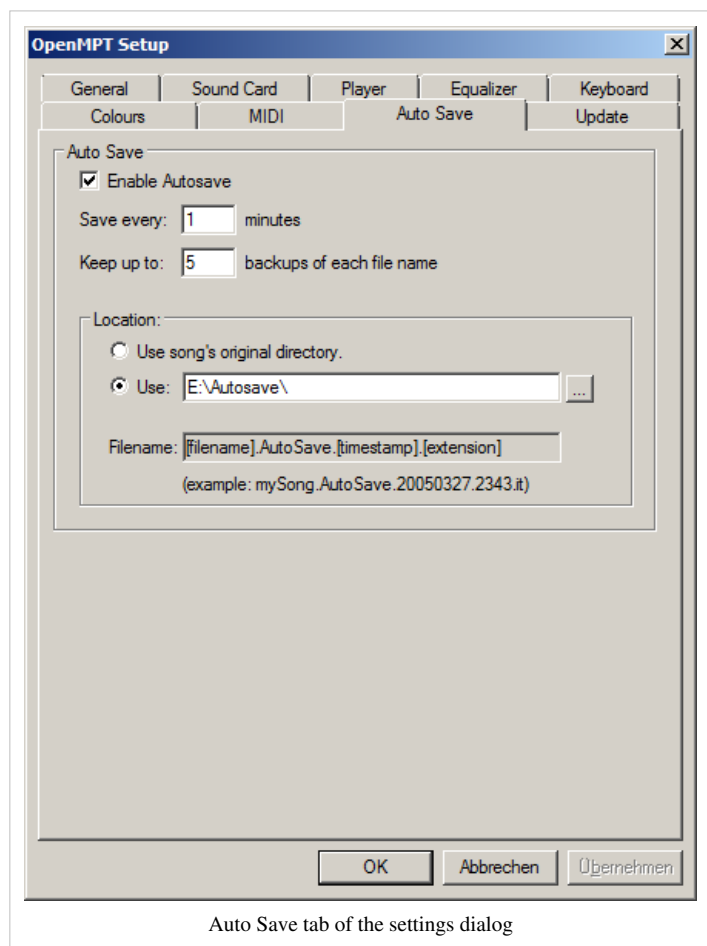 OpenMPT Setup
General Sound Card Player Equalizer Keyboard
Colours MIDI Auto Save Update
Auto Save
Enable Autosave
Save every: 1 minutes
Keep up to: 5 backups of each file name
Location:
Use song's original directory.
Use: E:\Autosave\ ...
Filename: [filename].AutoSave.[timestamp].[extension]
(example: mySong.AutoSave.20050327.2343.it)
OK Abbrechen Übernehmen
Auto Save tab of the settings dialog